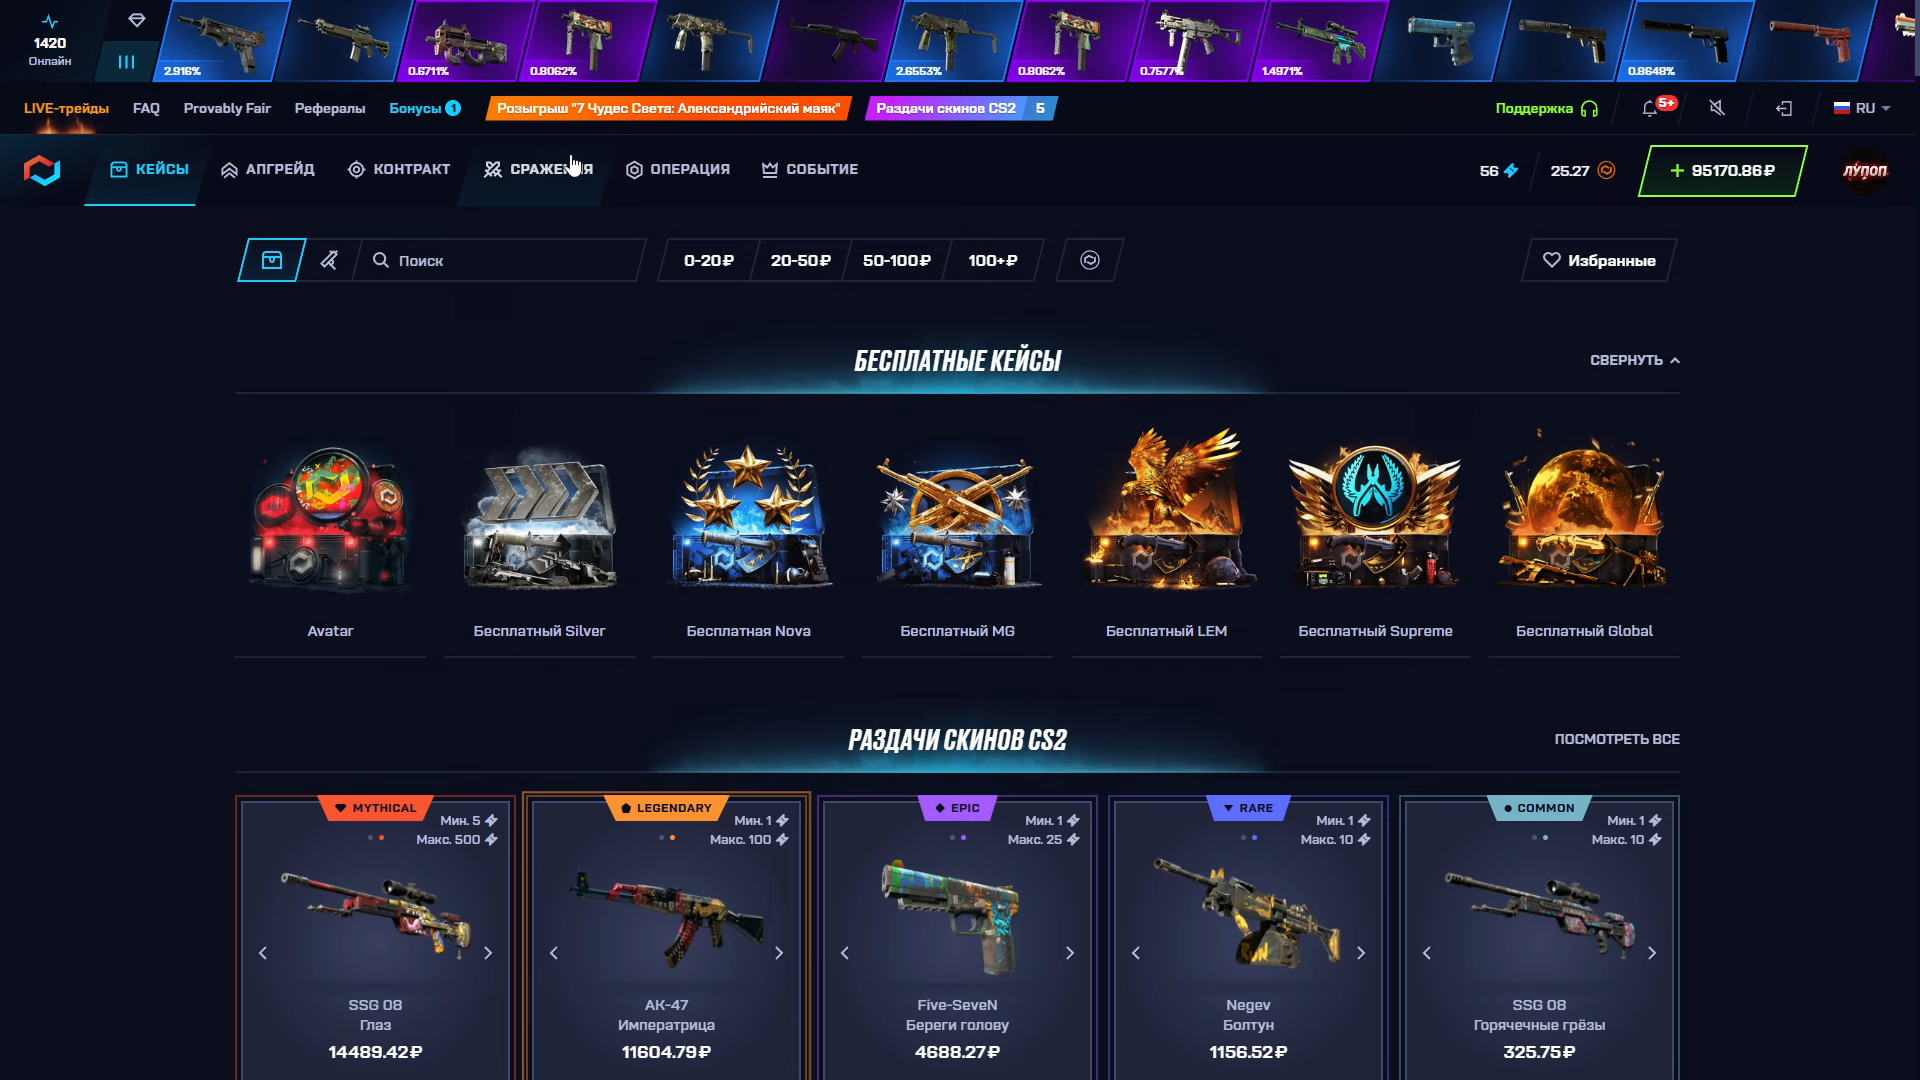 1420
Онлайн
2.916%
0.6711%
0.8062%
2.6553%
0.8062%
0.7577%
1.4971%
0.8648%
LIVE-трейды
FAQ
Provably Fair
Рефералы
Бонусы 1
Розыгрыш "7 Чудес Света: Александрийский маяк"
Раздачи скинов CS2 5
Поддержка
5+
RU
КЕЙСЫ
АПГРЕЙД
КОНТРАКТ
СРАЖЕНИЯ
ОПЕРАЦИЯ
СОБЫТИЕ
56
25.27
+ 95170.86₽
ЛУПОП
Поиск
0-20₽
20-50₽
50-100₽
100+₽
Избранные
БЕСПЛАТНЫЕ КЕЙСЫ
СВЕРНУТЬ
Avatar
Бесплатный Silver
Бесплатная Nova
Бесплатный MG
Бесплатный LEM
Бесплатный Supreme
Бесплатный Global
РАЗДАЧИ СКИНОВ CS2
ПОСМОТРЕТЬ ВСЕ
MYTHICAL
Мин. 5
Макс. 500
SSG 08
Глаз
14489.42₽
LEGENDARY
Мин. 1
Макс. 100
AK-47
Императрица
11604.79₽
EPIC
Мин. 1
Макс. 25
Five-SeveN
Береги голову
4688.27₽
RARE
Мин. 1
Макс. 10
Negev
Болтун
1156.52₽
COMMON
Мин. 1
Макс. 10
SSG 08
Горячечные грёзы
325.75₽